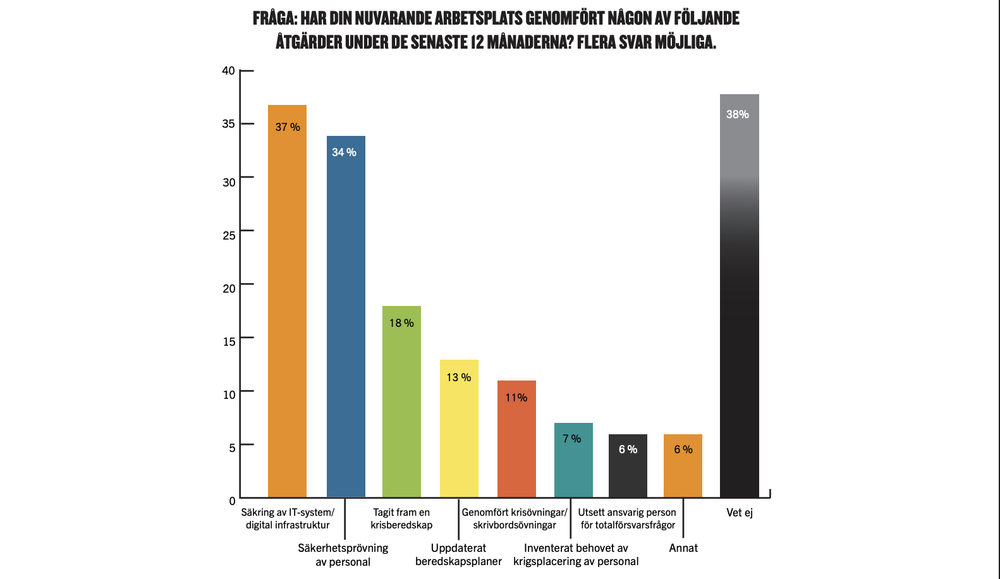 FRÅGA: HAR DIN NUVARANDE ARBETSPLATS GENOMFÖRT NÅGON AV FÖLJANDE
ÅTGÄRDER UNDER DE SENASTE 12 MÅNADERNA? FLERA SVAR MÖJLIGA.
40
35
30
25
20
15
10
5
0
37 %
34 %
18 %
13 %
11%
7 %
6 %
6 %
38%
Säkring av IT-system/
digital infrastruktur
Säkerhetsprövning
av personal
Tagit fram en
krisberedskap
Uppdaterat
beredskapsplaner
Genomfört krisövningar/
skrivbordsövningar
Inventerat behovet av
krigsplacering av personal
Utsett ansvarig person
för totalförsvarsfrågor
Annat
Vet ej